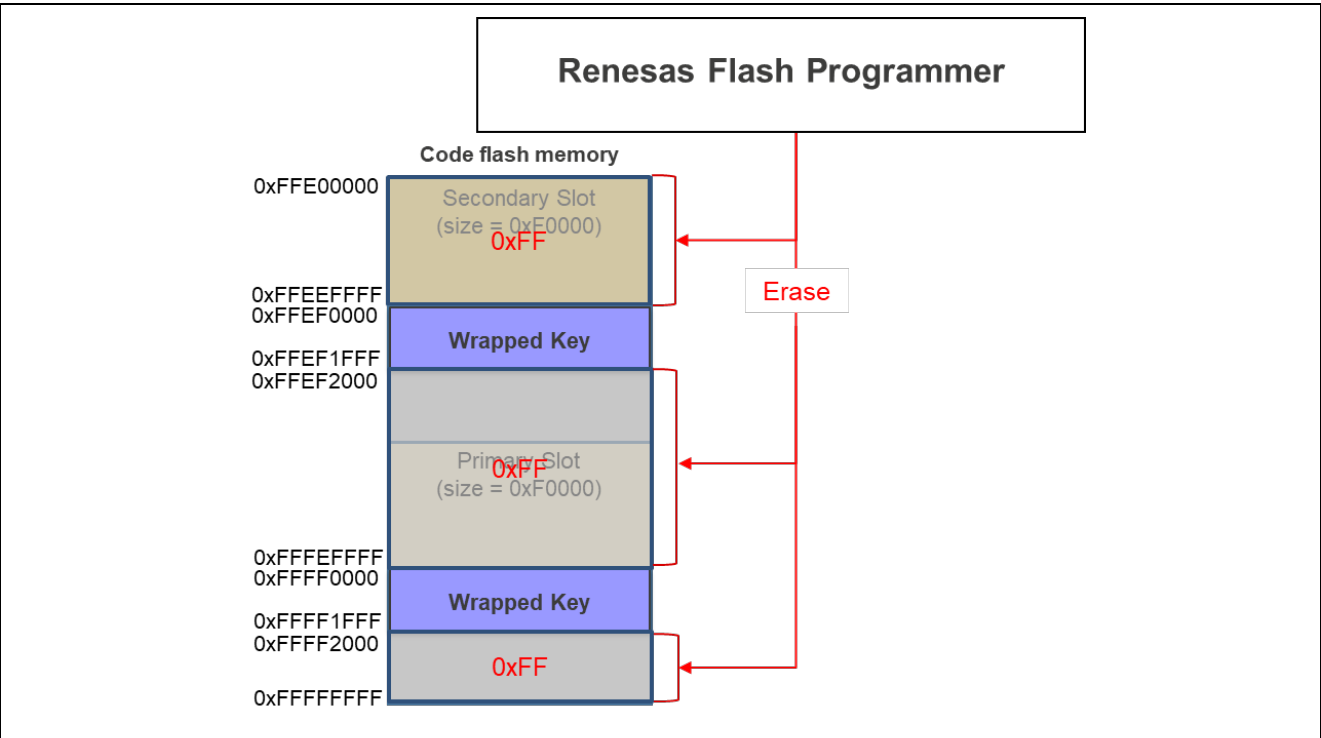 Renesas Flash Programmer
Code flash memory
0xFFE00000
Secondary Slot
(size = 0xF0000)
0xFF
Erase
0xFFEEFFFF
0xFFEF0000
Wrapped Key
0xFFEF1FFF
0xFFEF2000
Primary Slot
0xFF
(size = 0xF0000)
0xFFFEFFFF
0xFFFF0000
Wrapped Key
0xFFFF1FFF
0xFFFF2000
0xFF
0xFFFFFFFF